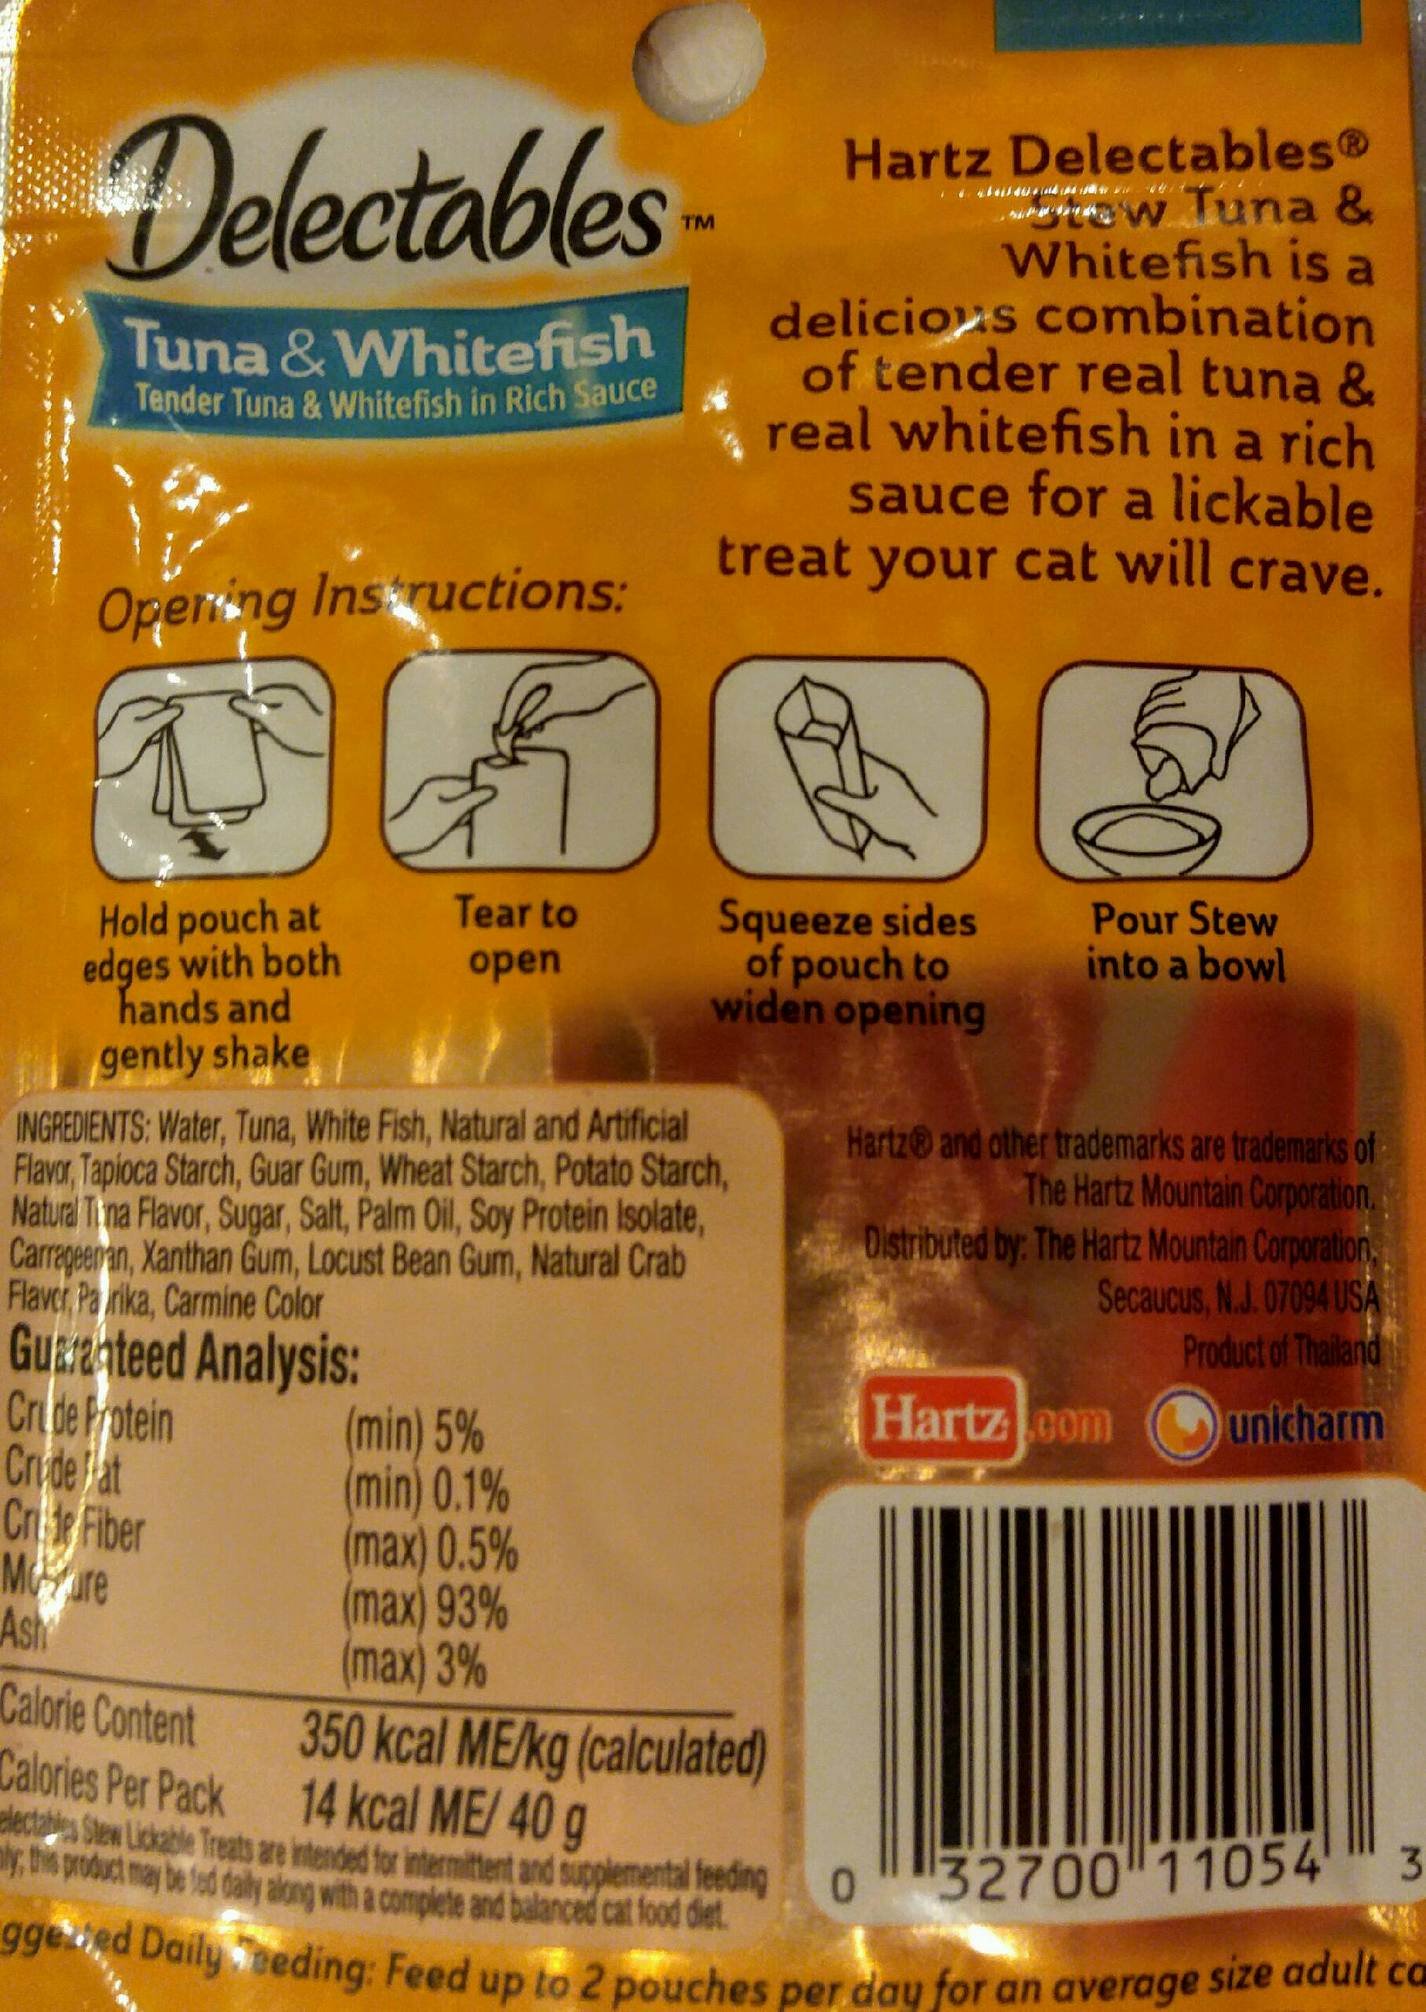 Delectables™
Tuna & Whitefish
Tender Tuna & Whitefish in Rich Sauce
Hartz Delectables®
Stew Tuna &
Whitefish is a
delicious combination
of tender real tuna &
real whitefish in a rich
sauce for a lickable
treat your cat will crave.
Opening Instructions:
Hold pouch at
edges with both
hands and
gently shake
Tear to
open
Squeeze sides
of pouch to
widen opening
Pour Stew
into a bowl
INGREDIENTS: Water, Tuna, White Fish, Natural and Artificial
Flavor, Tapioca Starch, Guar Gum, Wheat Starch, Potato Starch,
Natural Tuna Flavor, Sugar, Salt, Palm Oil, Soy Protein Isolate,
Carrageenan, Xanthan Gum, Locust Bean Gum, Natural Crab
Flavor, Paprika, Carmine Color
Guaranteed Analysis:
Crude Protein (min) 5%
Crude Fat (min) 0.1%
Crude Fiber (max) 0.5%
Moisture (max) 93%
Ash (max) 3%
Calorie Content 350 kcal ME/kg (calculated)
Calories Per Pack 14 kcal ME/ 40 g
electables Stew Lickable Treats are intended for intermittent and supplemental feeding
nly; this product may be fed daily along with a complete and balanced cat food diet.
ggested Daily Feeding: Feed up to 2 pouches per day for an average size adult ca
Hartz® and other trademarks are trademarks of
The Hartz Mountain Corporation.
Distributed by: The Hartz Mountain Corporation,
Secaucus, N.J. 07094 USA
Product of Thailand
Hartz.com unicharm
0 32700 11054 3